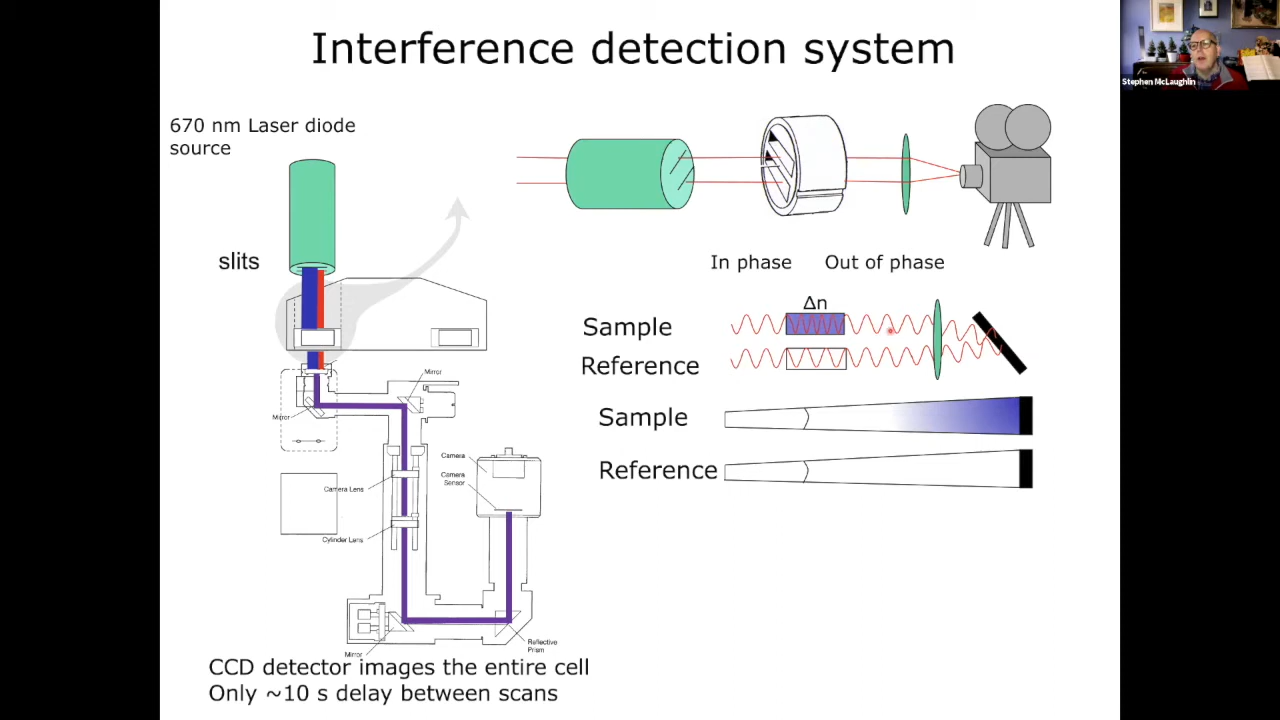 Interference detection system
Stephen McLaughlin
670 nm Laser diode
source
slits
In phase
Out of phase
Δn
Sample
Reference
Sample
Reference
Mirror
Mirror
Camera
Camera
Sensor
Camera Lens
Cylinder Lens
Reflective
Prism
Mirror
CCD detector images the entire cell
Only ~10 s delay between scans